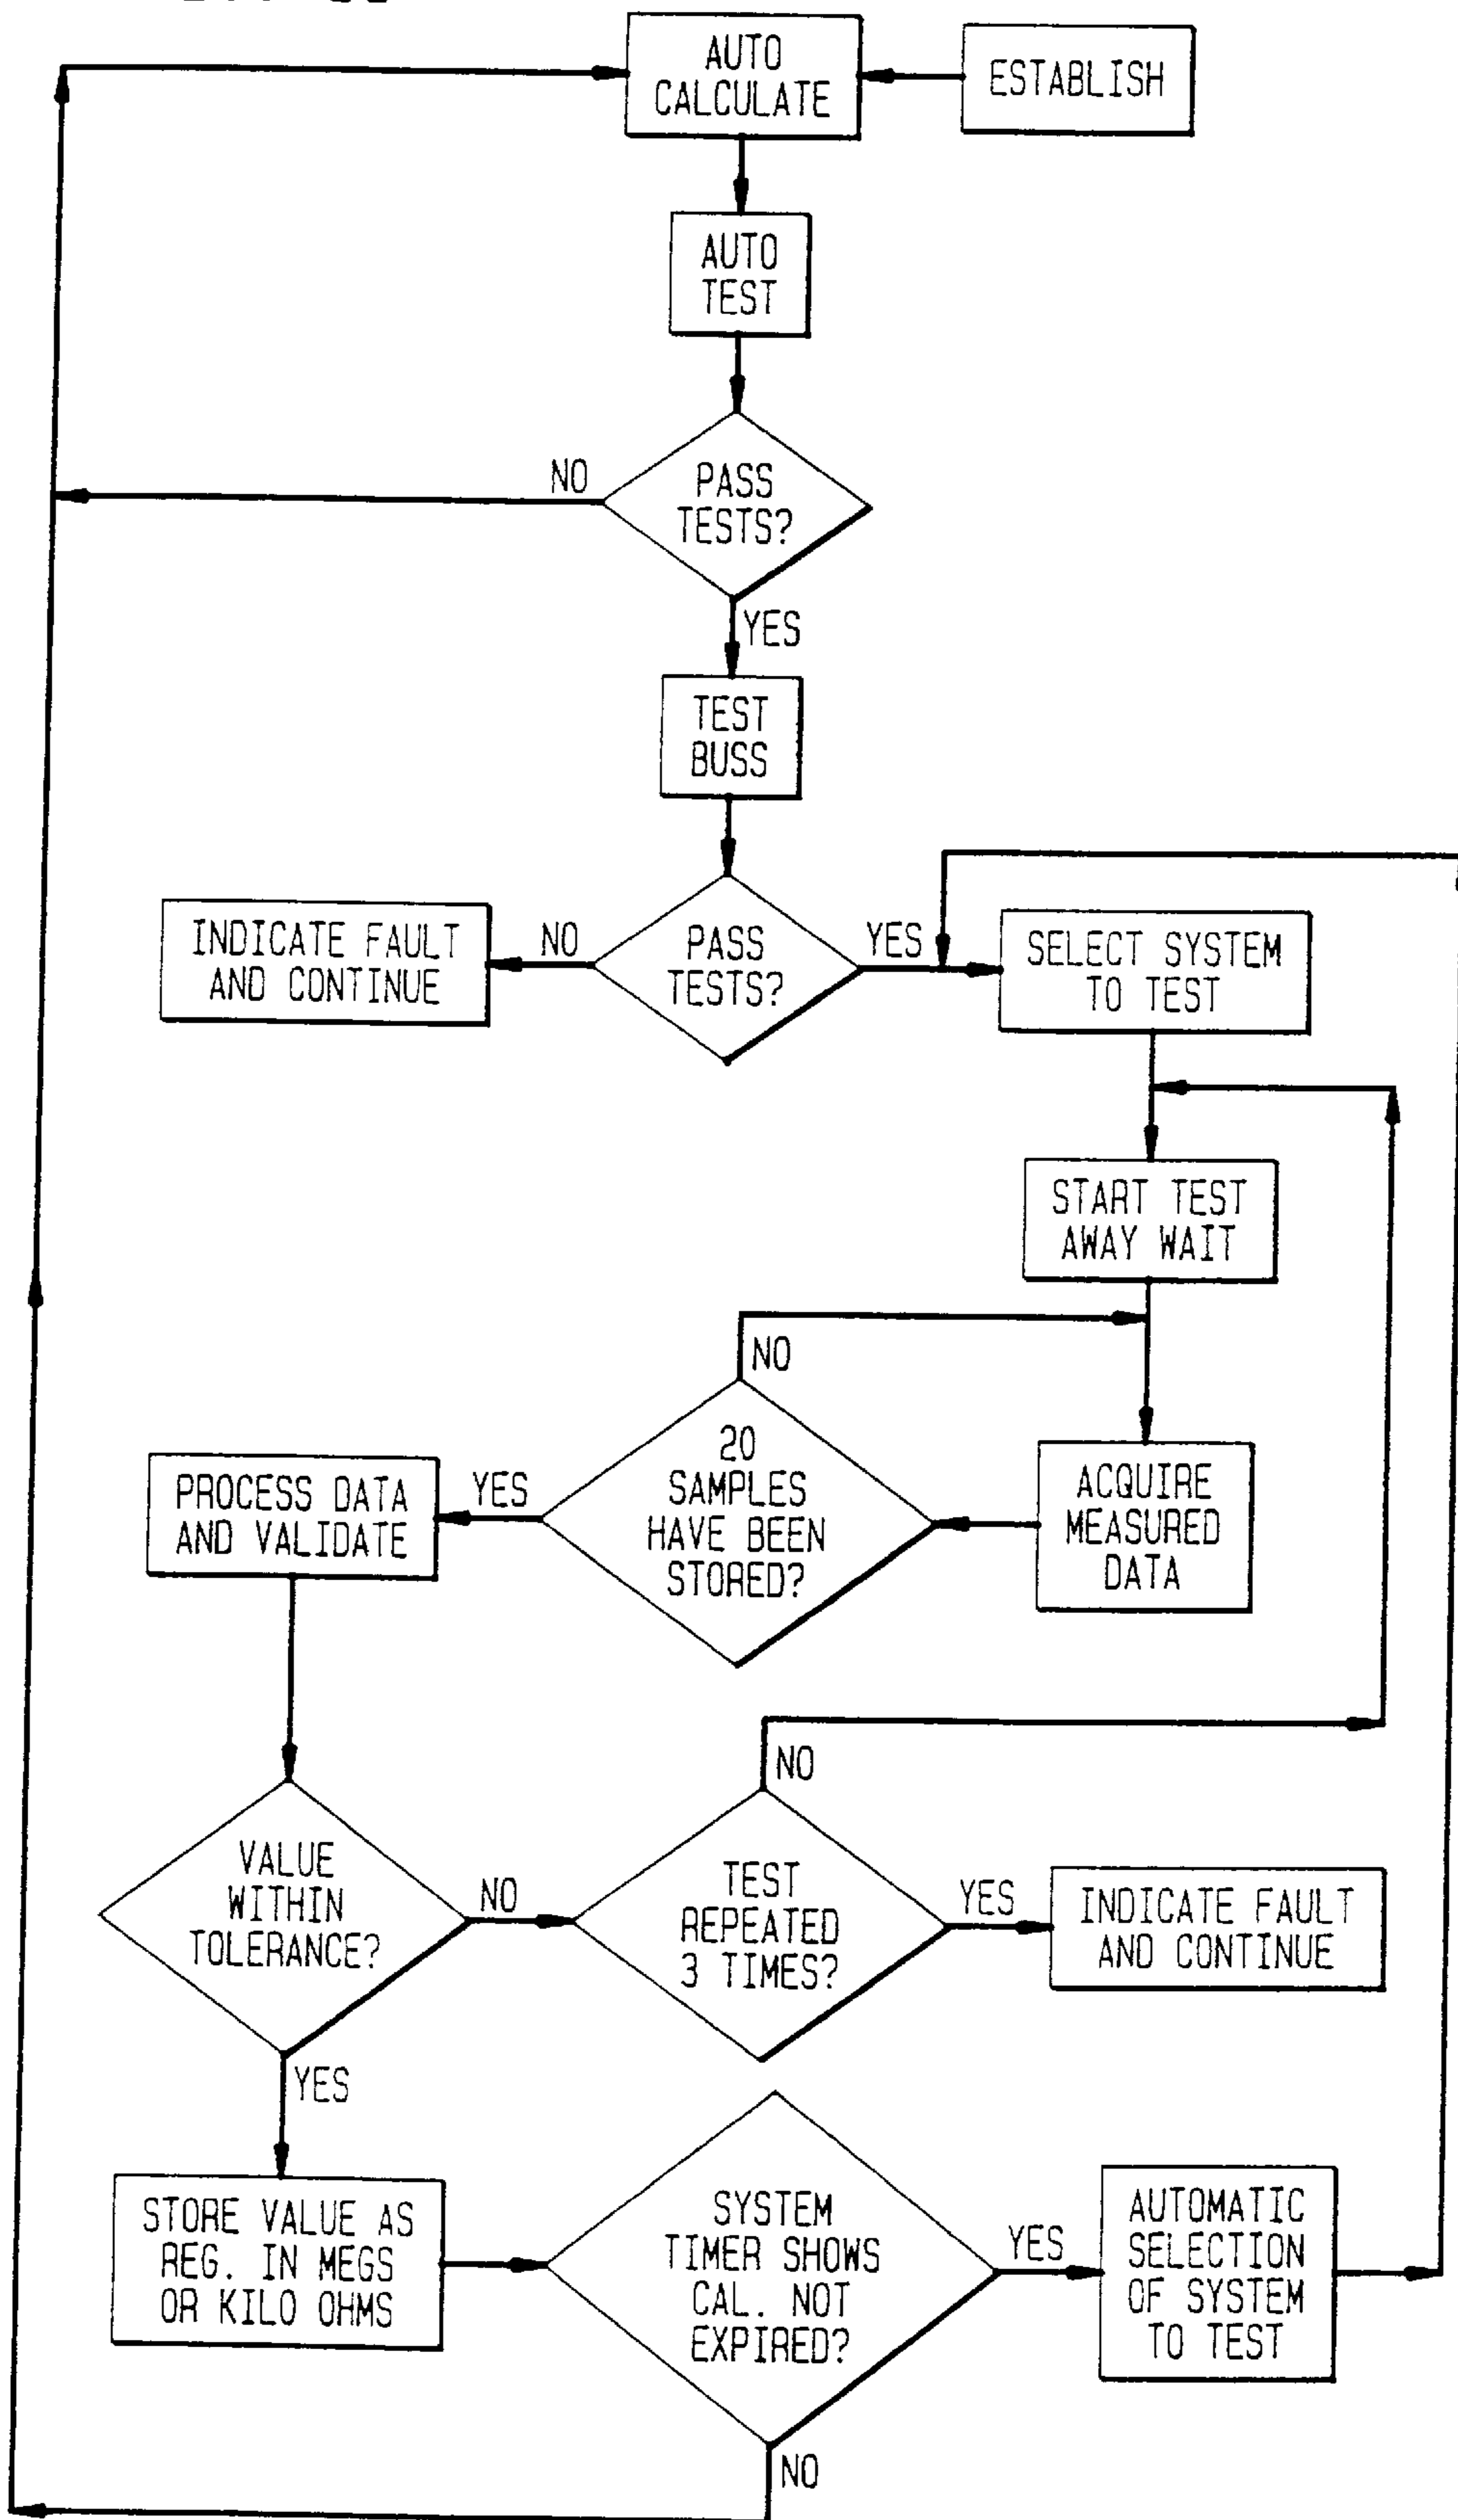 AUTO
CALCULATE
ESTABLISH
AUTO
TEST
NO
PASS
TESTS?
YES
TEST
BUSS
INDICATE FAULT
AND CONTINUE
NO
PASS
TESTS?
YES
SELECT SYSTEM
TO TEST
START TEST
AWAY WAIT
NO
PROCESS DATA
AND VALIDATE
YES
20
SAMPLES
HAVE BEEN
STORED?
ACQUIRE
MEASURED
DATA
NO
VALUE
WITHIN
TOLERANCE?
NO
TEST
REPEATED
3 TIMES?
YES
INDICATE FAULT
AND CONTINUE
YES
STORE VALUE AS
REG. IN MEGS
OR KILO OHMS
SYSTEM
TIMER SHOWS
CAL. NOT
EXPIRED?
YES
AUTOMATIC
SELECTION
OF SYSTEM
TO TEST
NO